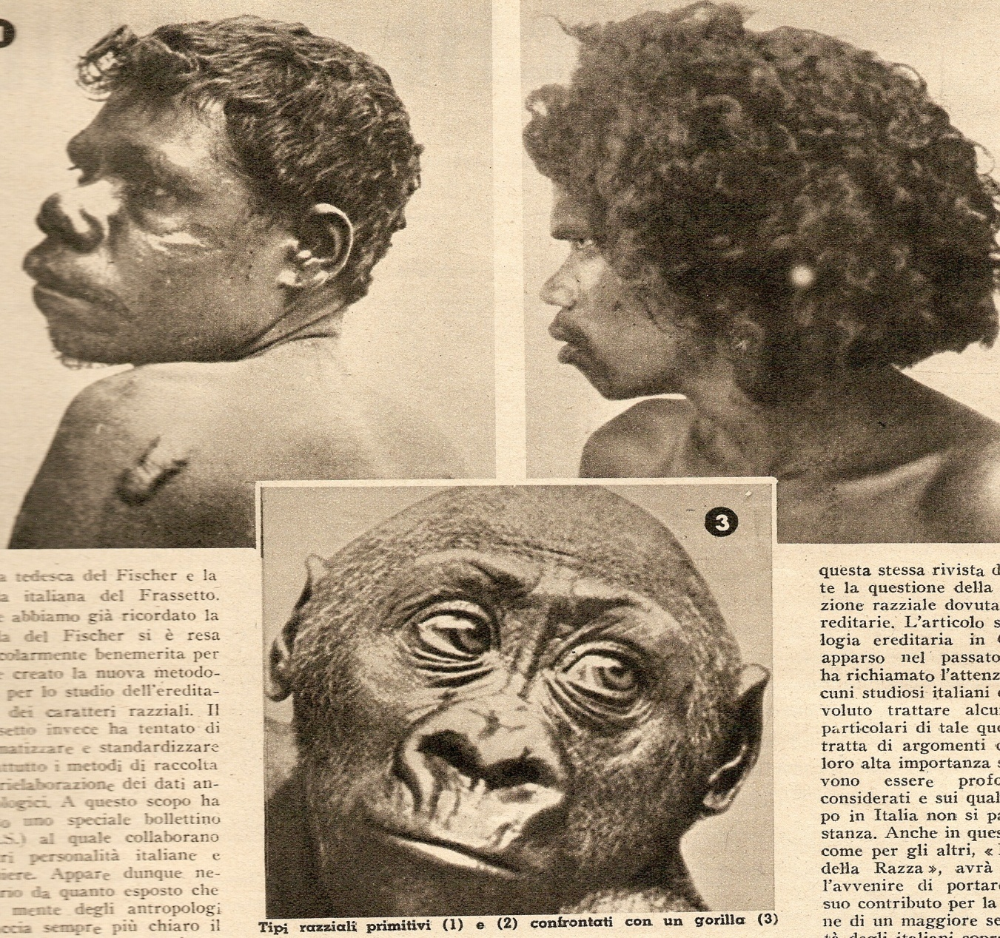 1
3
a tedesca del Fischer e la
a italiana del Frassetto.
e abbiamo già ricordato la
la del Fischer si è resa
colarmente benemerita per
e creato la nuova metodo-
per lo studio dell'eredita-
dei caratteri razziali. Il
setto invece ha tentato di
matizzare e standardizzare
attutto i metodi di raccolta
rielaborazione dei dati an-
ologici. A questo scopo ha
o uno speciale bollettino
.S.) al quale collaborano
ri personalità italiane e
iere. Appare dunque ne-
rio da quanto esposto che
mente degli antropologi
ccia sempre più chiaro il
Tipi razziali primitivi (1) e (2) confrontati con un gorilla (3)
questa stessa rivista d
te la questione della
zione razziale dovuta
reditarie. L'articolo s
logia ereditaria in
apparso nel passato
ha richiamato l'attenz
cuni studiosi italiani
voluto trattare alcu
particolari di tale que
tratta di argomenti
loro alta importanza s
vono essere profo
considerati e sui qual
po in Italia non si pa
stanza. Anche in ques
come per gli altri, «
della Razza », avrà
l'avvenire di portare
suo contributo per la
ne di un maggiore se
tà degli italiani sopr